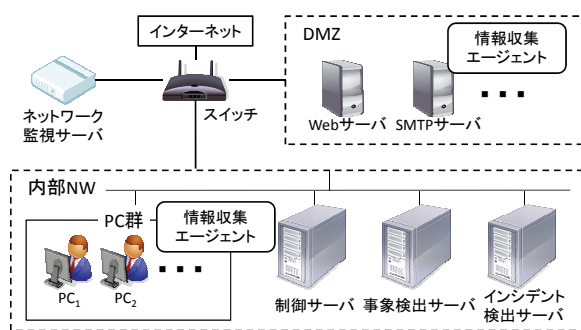 インターネット
DMZ
情報収集
エージェント
ネットワーク
監視サーバ
スイッチ
Webサーバ
SMTPサーバ
■ ■ ■
内部NW
PC群
情報収集
エージェント
PC1
PC2
■ ■ ■
制御サーバ
事象検出サーバ
インシデント
検出サーバ